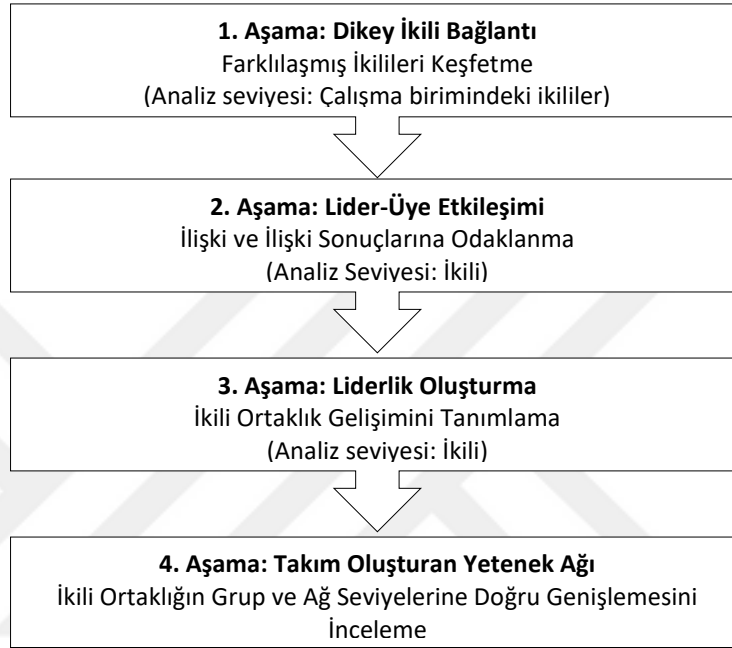 1. Aşama: Dikey İkili Bağlantı
Farklılaşmış İkilileri Keşfetme
(Analiz seviyesi: Çalışma birimindeki ikililer)
2. Aşama: Lider-Üye Etkileşimi
İlişki ve İlişki Sonuçlarına Odaklanma
(Analiz Seviyesi: İkili)
3. Aşama: Liderlik Oluşturma
İkili Ortaklık Gelişimini Tanımlama
(Analiz seviyesi: İkili)
4. Aşama: Takım Oluşturan Yetenek Ağı
İkili Ortaklığın Grup ve Ağ Seviyelerine Doğru Genişlemesini
İnceleme